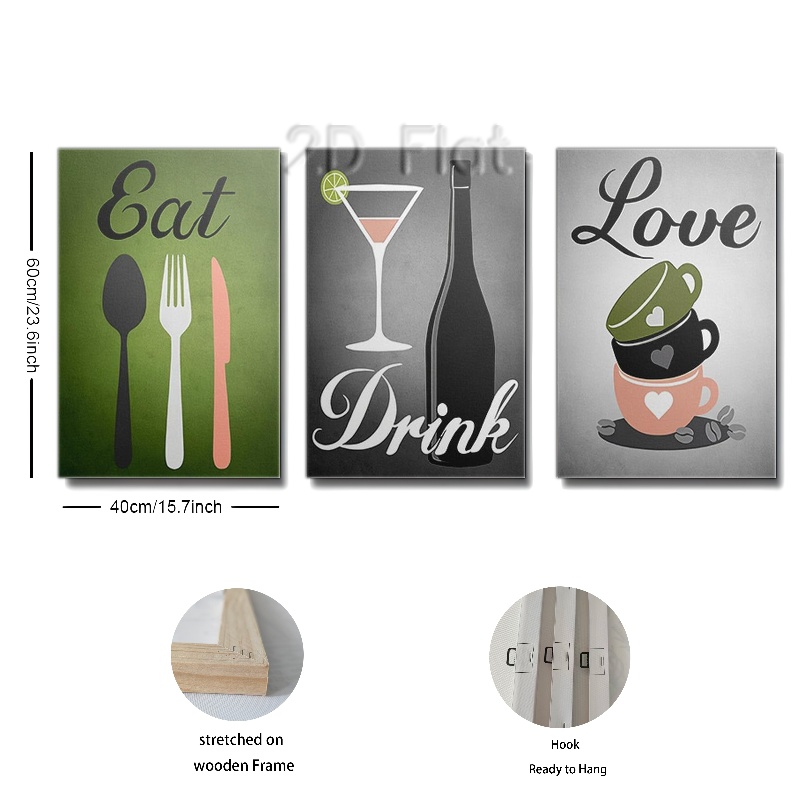 2D Flat
Eat
Drink
Love
60cm/23.6inch
40cm/15.7inch
stretched on
wooden Frame
Hook
Ready to Hang